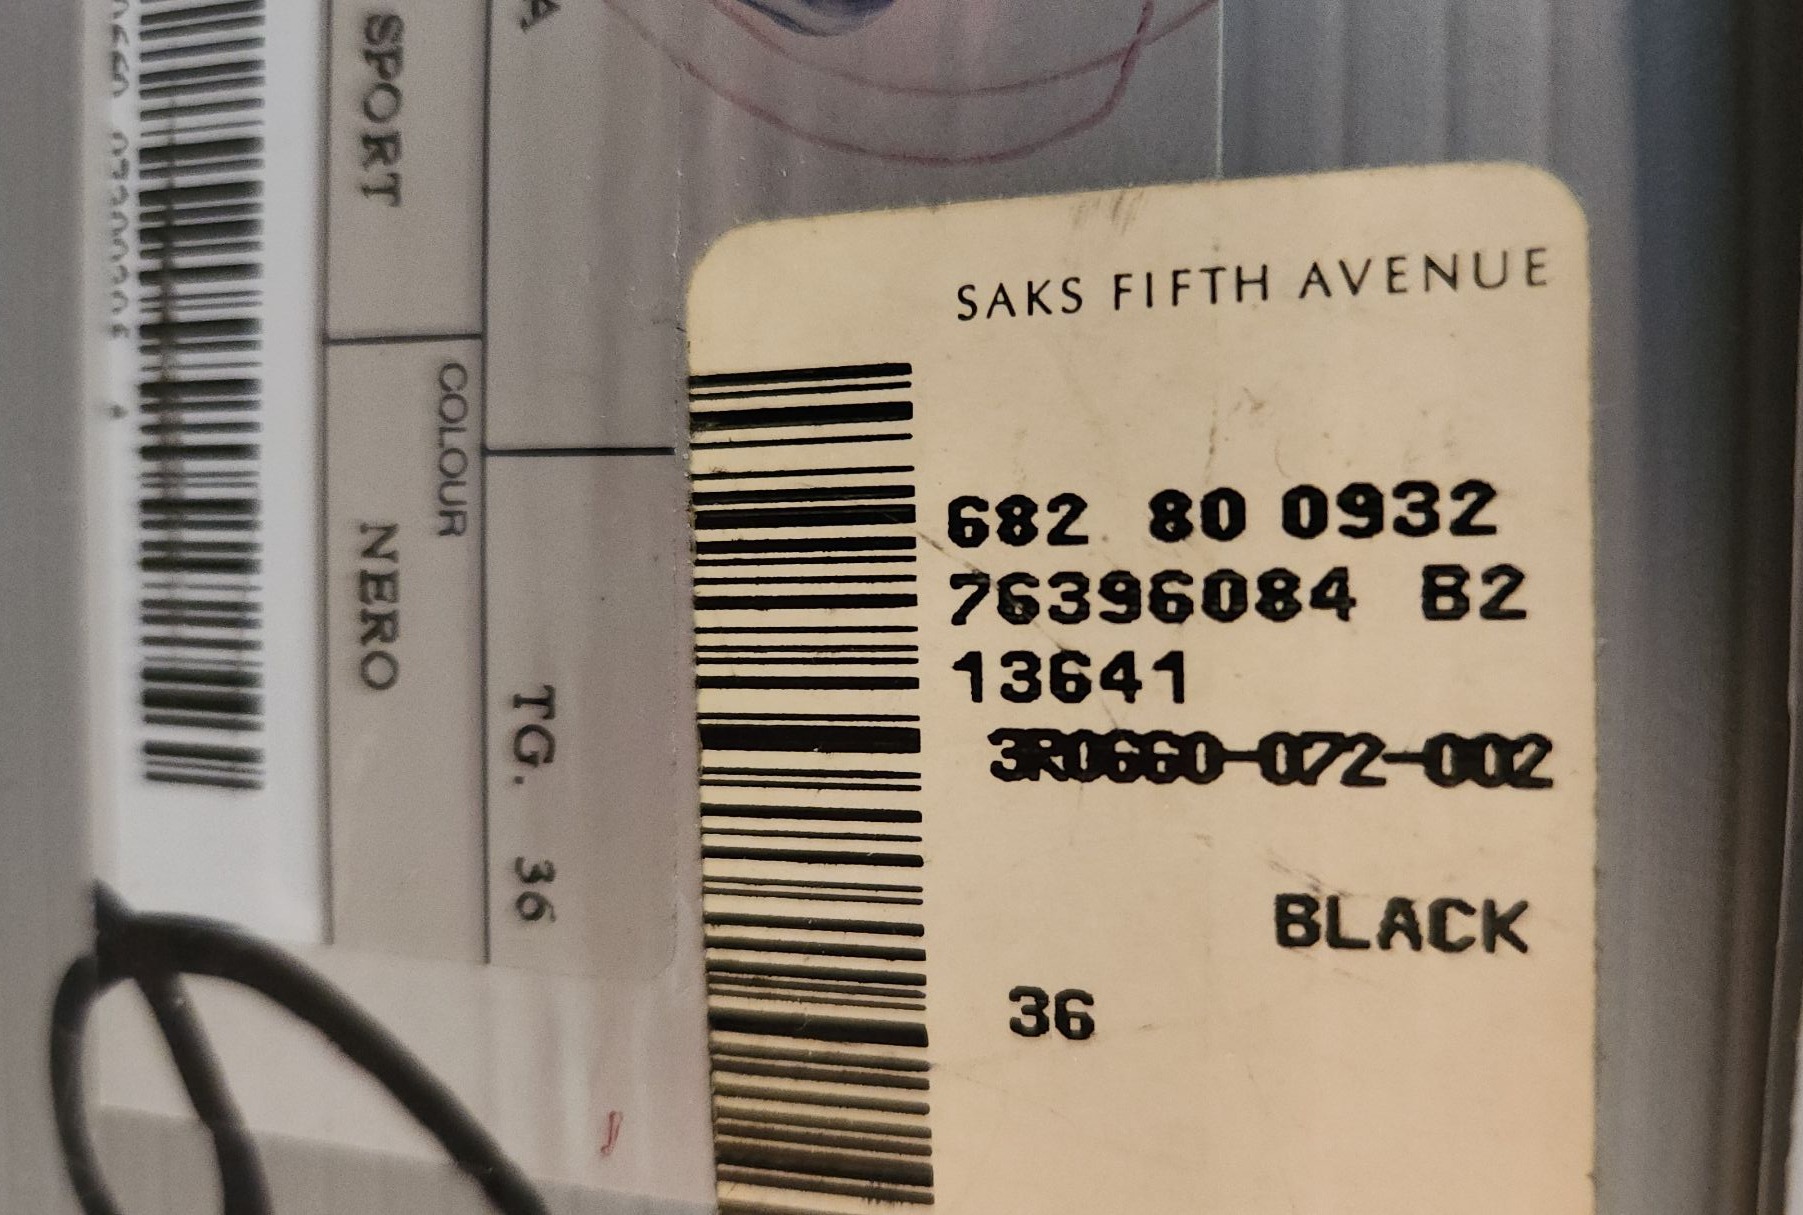 SAKS FIFTH AVENUE
682 80 0932
76396084 B2
13641
3R0660-072-002
BLACK
36
SPORT
COLOUR
NERO
TG. 36